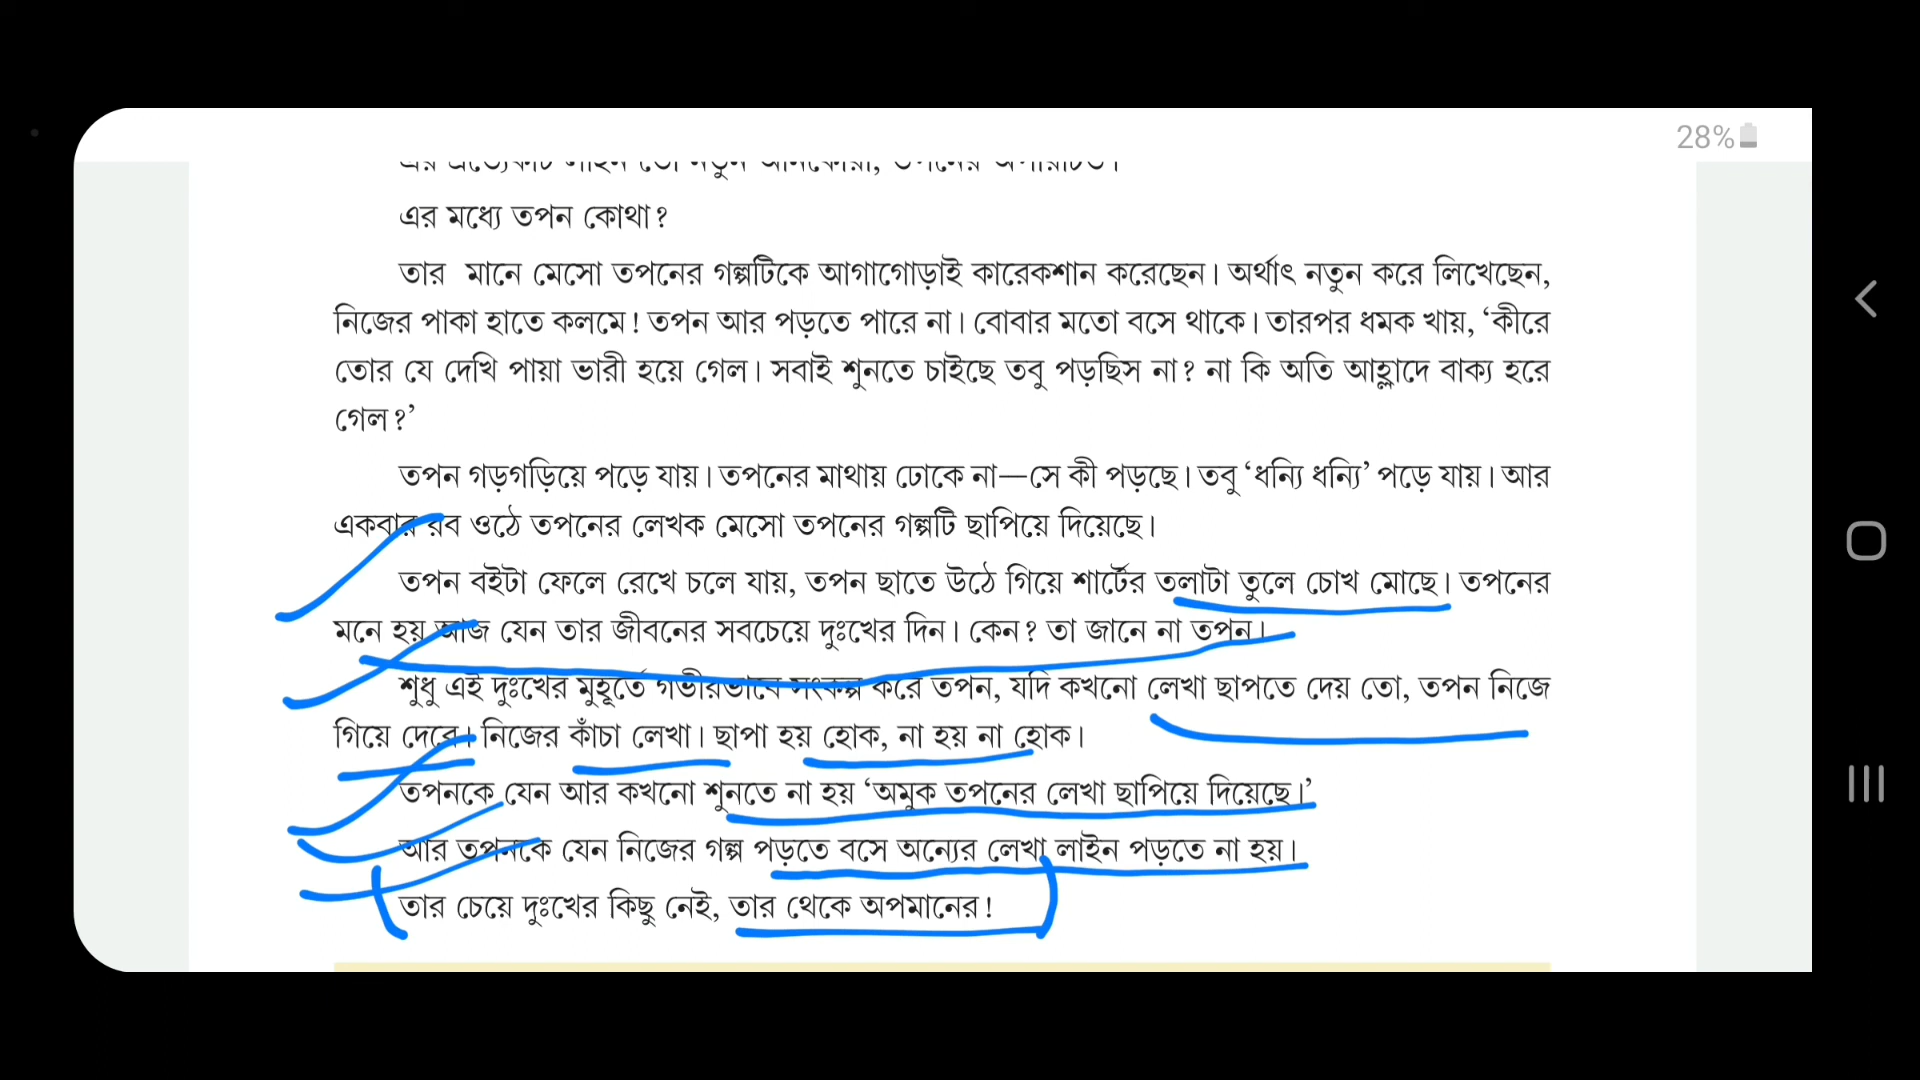 28%
এর মধ্যে তপন কোথা?
তার মানে মেসো তপনের গল্পটিকে আগাগোড়াই কারেকশান করেছেন। অর্থাৎ নতুন করে লিখেছেন,
নিজের পাকা হাতে কলমে! তপন আর পড়তে পারে না। বোবার মতো বসে থাকে। তারপর ধমক খায়, ‘কীরে
তোর যে দেখি পায়া ভারী হয়ে গেল। সবাই শুনতে চাইছে তবু পড়ছিস না? না কি অতি আহ্লাদে বাক্য হরে
গেল?’
তপন গড়গড়িয়ে পড়ে যায়। তপনের মাথায় ঢোকে না—সে কী পড়ছে। তবু ‘ধন্যি ধন্যি’ পড়ে যায়। আর
একবার রব ওঠে তপনের লেখক মেসো তপনের গল্পটি ছাপিয়ে দিয়েছে।
তপন বইটা ফেলে রেখে চলে যায়, তপন ছাতে উঠে গিয়ে শার্টের তলাটা তুলে চোখ মোছে। তপনের
মনে হয় আজ যেন তার জীবনের সবচেয়ে দুঃখের দিন। কেন? তা জানে না তপন।
শুধু এই দুঃখের মুহূর্তে গভীরভাবে সংকল্প করে তপন, যদি কখনো লেখা ছাপতে দেয় তো, তপন নিজে
গিয়ে দেবে। নিজের কাঁচা লেখা। ছাপা হয় হোক, না হয় না হোক।
তপনকে যেন আর কখনো শুনতে না হয় ‘অমুক তপনের লেখা ছাপিয়ে দিয়েছে।’
আর তপনকে যেন নিজের গল্প পড়তে বসে অন্যের লেখা লাইন পড়তে না হয়।
তার চেয়ে দুঃখের কিছু নেই, তার থেকে অপমানের!